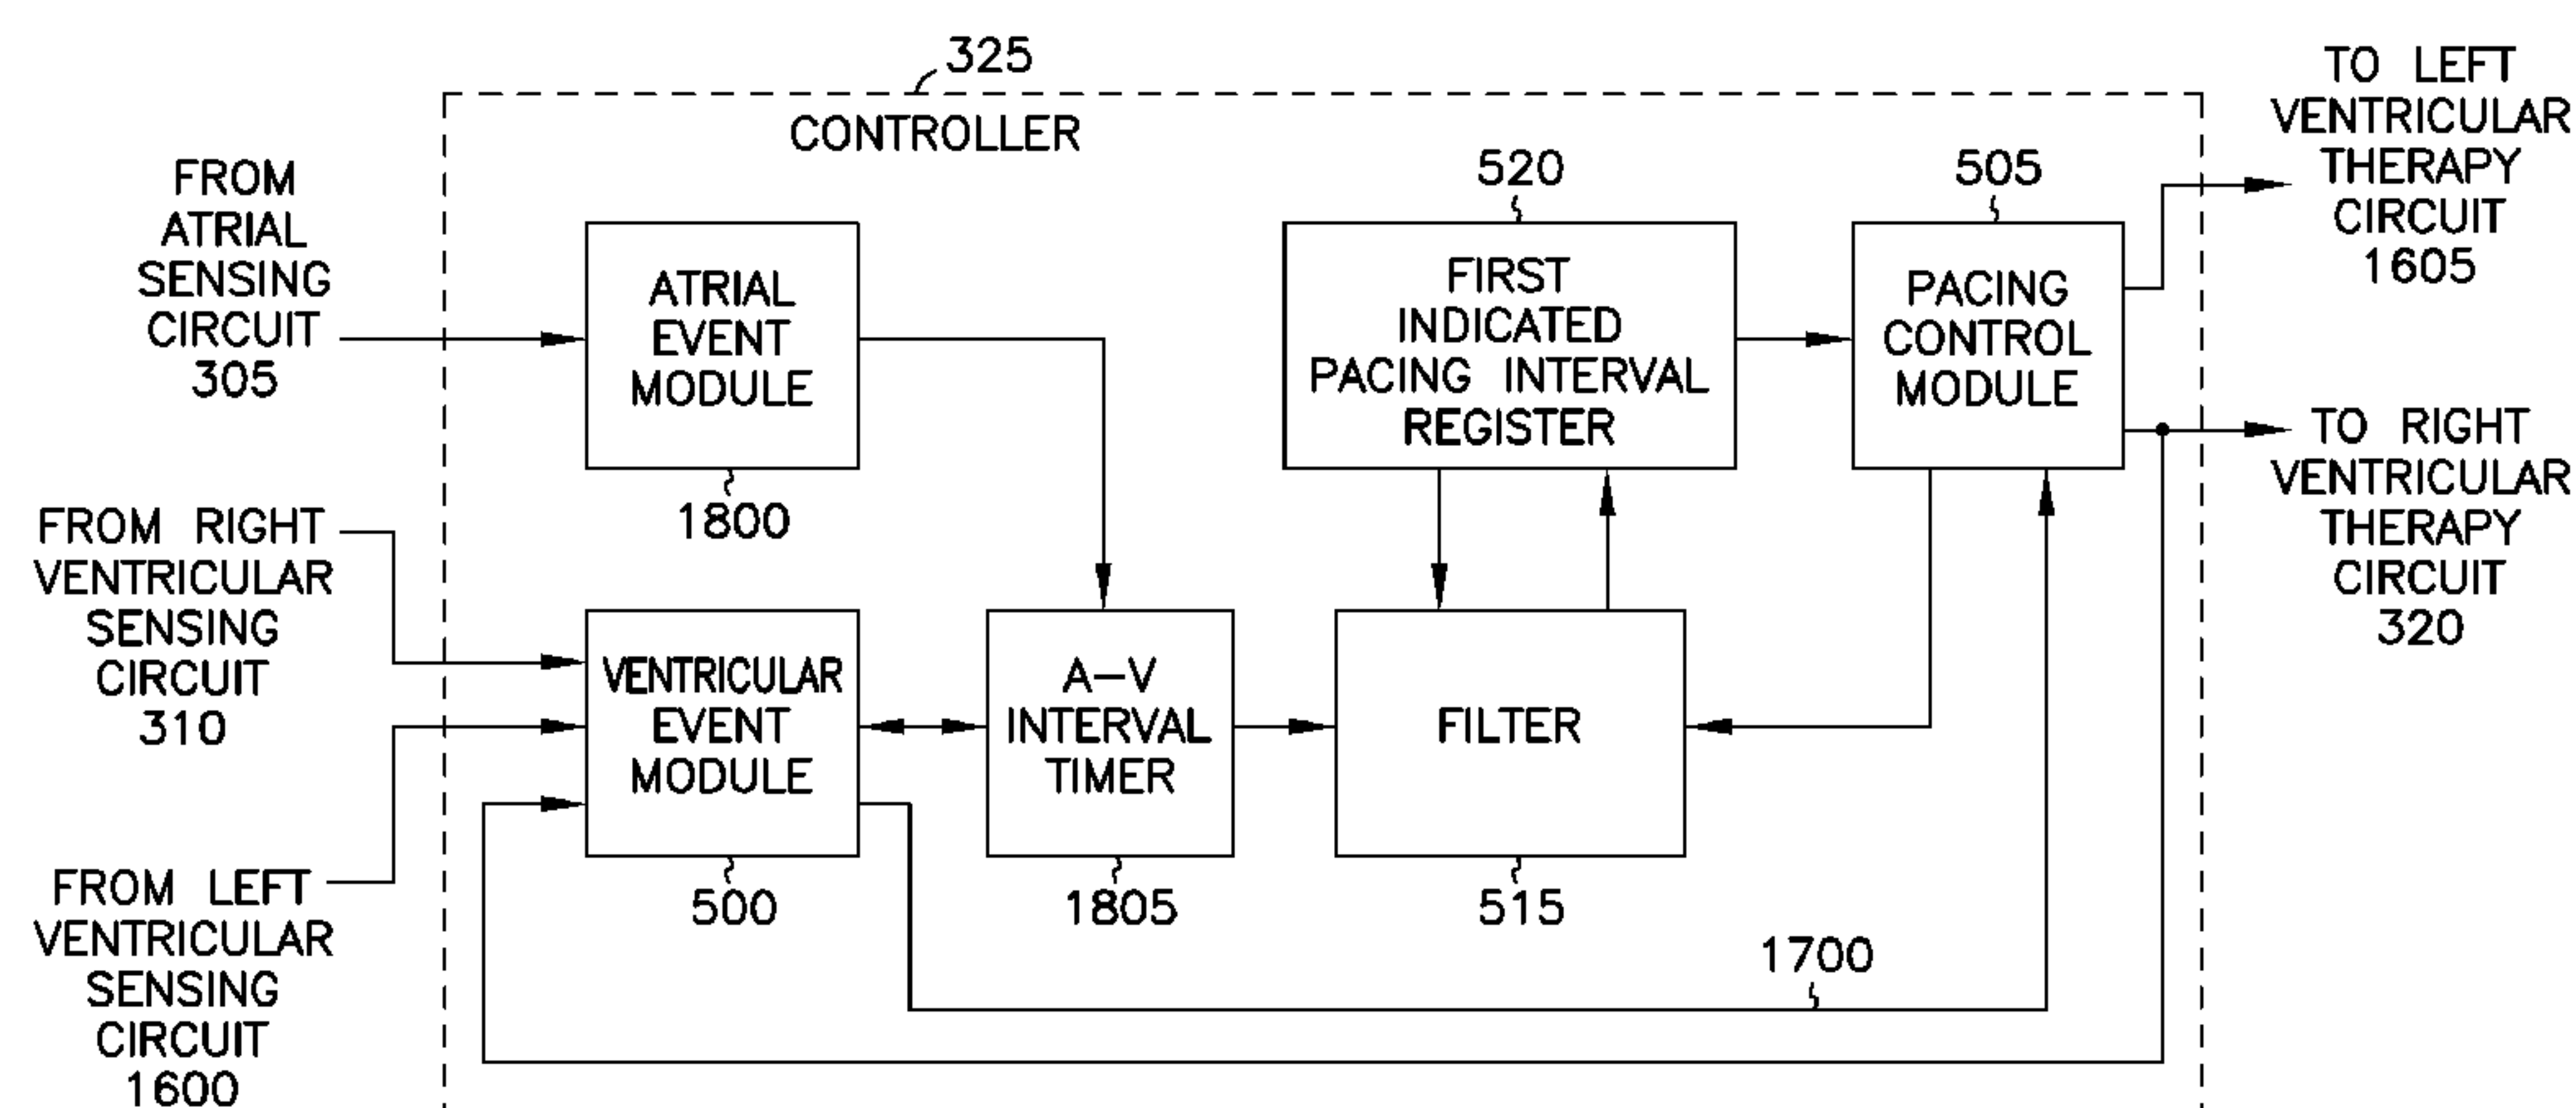 325
CONTROLLER
FROM
ATRIAL
SENSING
CIRCUIT
305
ATRIAL
EVENT
MODULE
1800
520
FIRST
INDICATED
PACING INTERVAL
REGISTER
505
PACING
CONTROL
MODULE
TO LEFT
VENTRICULAR
THERAPY
CIRCUIT
1605
TO RIGHT
VENTRICULAR
THERAPY
CIRCUIT
320
FROM RIGHT
VENTRICULAR
SENSING
CIRCUIT
310
VENTRICULAR
EVENT
MODULE
500
A-V
INTERVAL
TIMER
1805
FILTER
515
1700
FROM LEFT
VENTRICULAR
SENSING
CIRCUIT
1600